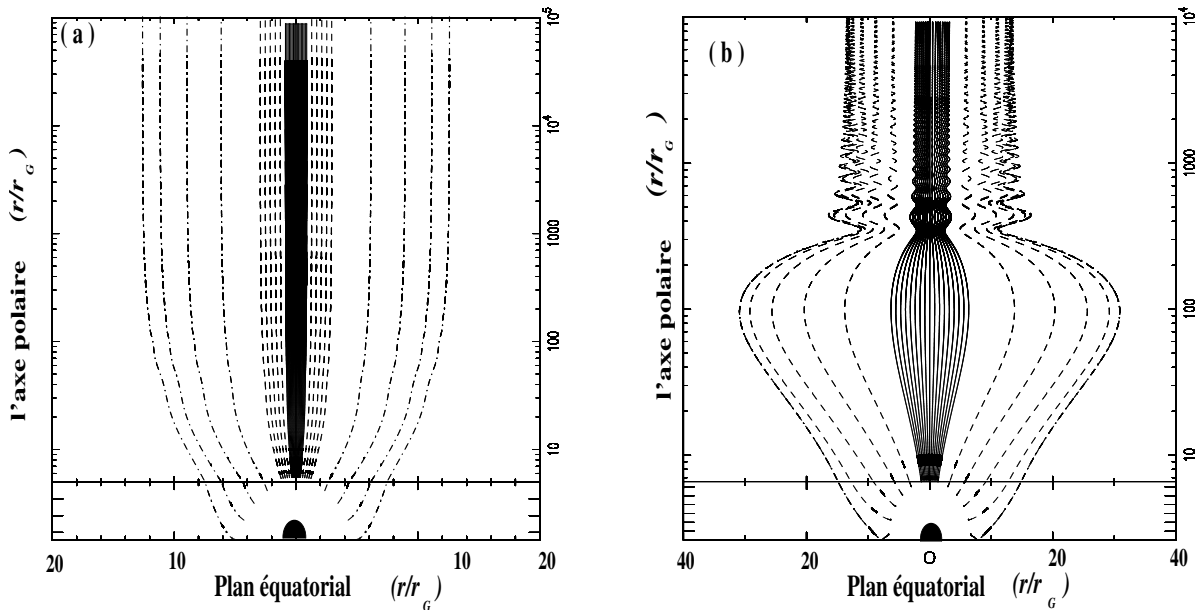 ( a )
10⁵
10⁴
1000
100
10
l'axe polaire (r/r_G)
20 10 10 20
Plan équatorial (r/r_G)
( b )
10⁴
1000
100
10
l'axe polaire (r/r_G)
40 20 O 20 40
Plan équatorial (r/r_G)